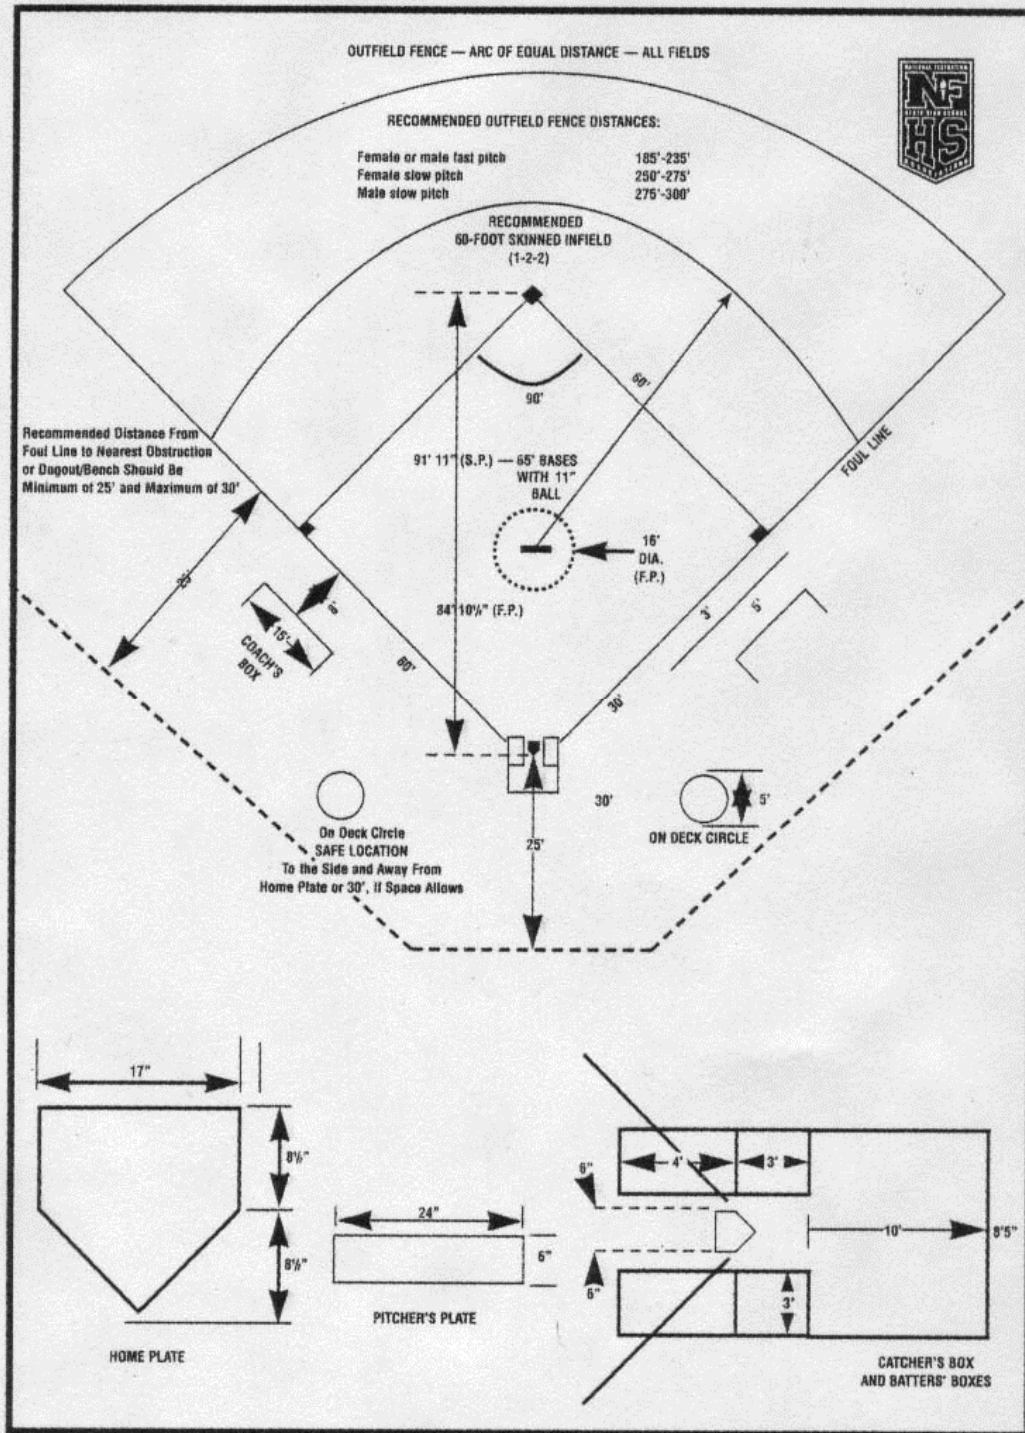 OUTFIELD FENCE — ARC OF EQUAL DISTANCE — ALL FIELDS
NF
HS
RECOMMENDED OUTFIELD FENCE DISTANCES:
Female or male fast pitch 185'-235'
Female slow pitch 250'-275'
Male slow pitch 275'-300'
RECOMMENDED
60-FOOT SKINNED INFIELD
(1-2-2)
60'
90'
FOUL LINE
Recommended Distance From
Foul Line to Nearest Obstruction
or Dugout/Bench Should Be
Minimum of 25' and Maximum of 30'
91' 11" (S.P.) — 65' BASES
WITH 11"
BALL
16'
DIA.
(F.P.)
84' 10¼" (F.P.)
3'
5'
15'
COACH'S
BOX
60'
30'
30'
5'
On Deck Circle
SAFE LOCATION
To the Side and Away From
Home Plate or 30', If Space Allows
ON DECK CIRCLE
25'
17"
8½"
8½"
HOME PLATE
24"
6"
PITCHER'S PLATE
6"
4'
3'
10'
8'5"
6"
3'
CATCHER'S BOX
AND BATTERS' BOXES